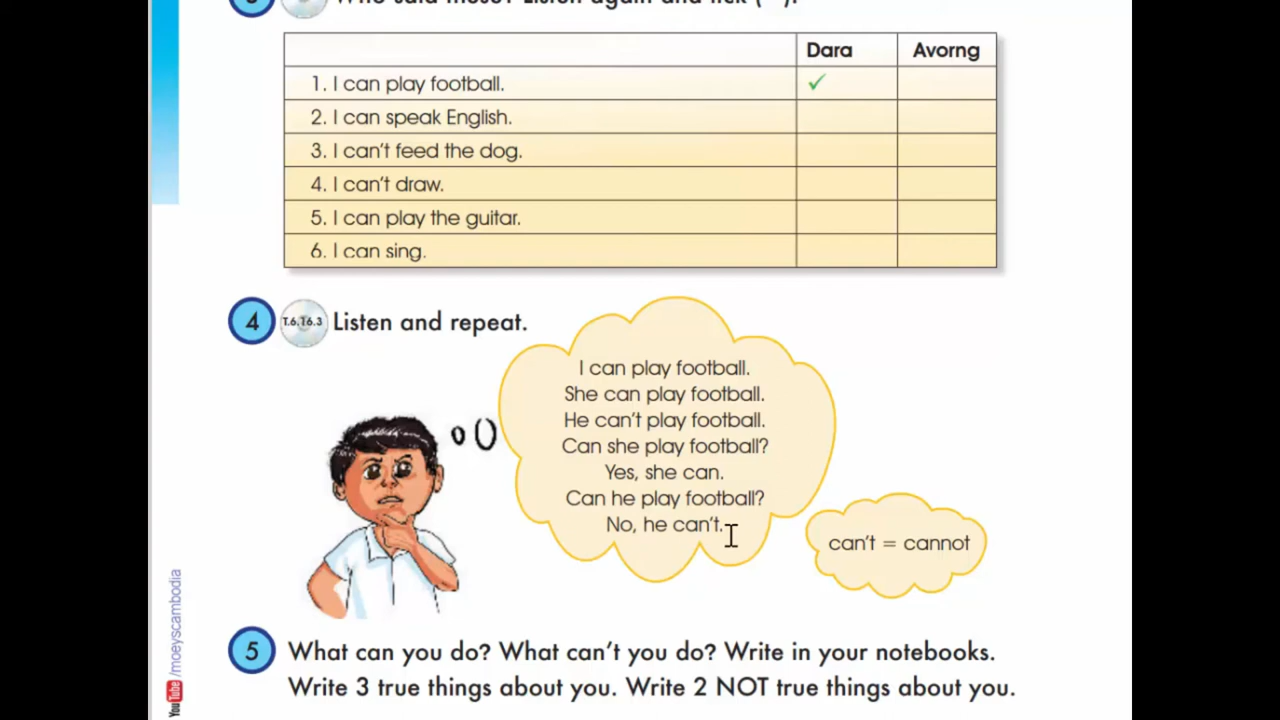 Dara Avorng
1. I can play football. ✓
2. I can speak English.
3. I can't feed the dog.
4. I can't draw.
5. I can play the guitar.
6. I can sing.
4 T.6.T6.3 Listen and repeat.
I can play football.
She can play football.
He can't play football.
Can she play football?
Yes, she can.
Can he play football?
No, he can't.
can't = cannot
5 What can you do? What can't you do? Write in your notebooks.
Write 3 true things about you. Write 2 NOT true things about you.
YouTube /moeyscambodia